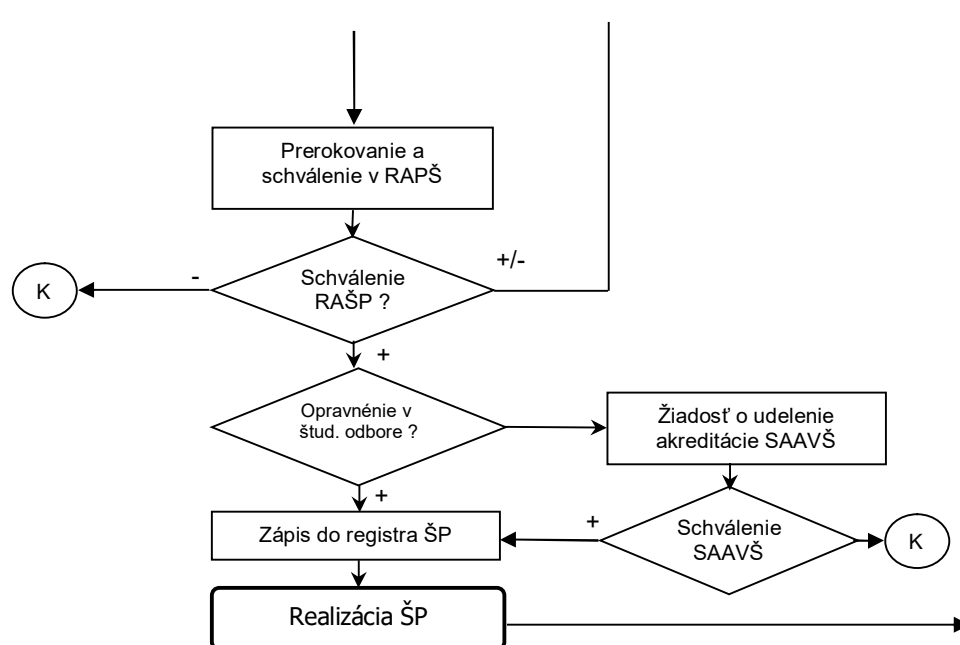 Prerokovanie a
schválenie v RAPŠ
+/-
-
Schválenie
RAŠP ?
K
+
Opravnénie v
štud. odbore ?
Žiadosť o udelenie
akreditácie SAAVŠ
+
+
Schválenie
SAAVŠ
K
Zápis do registra ŠP
Realizácia ŠP